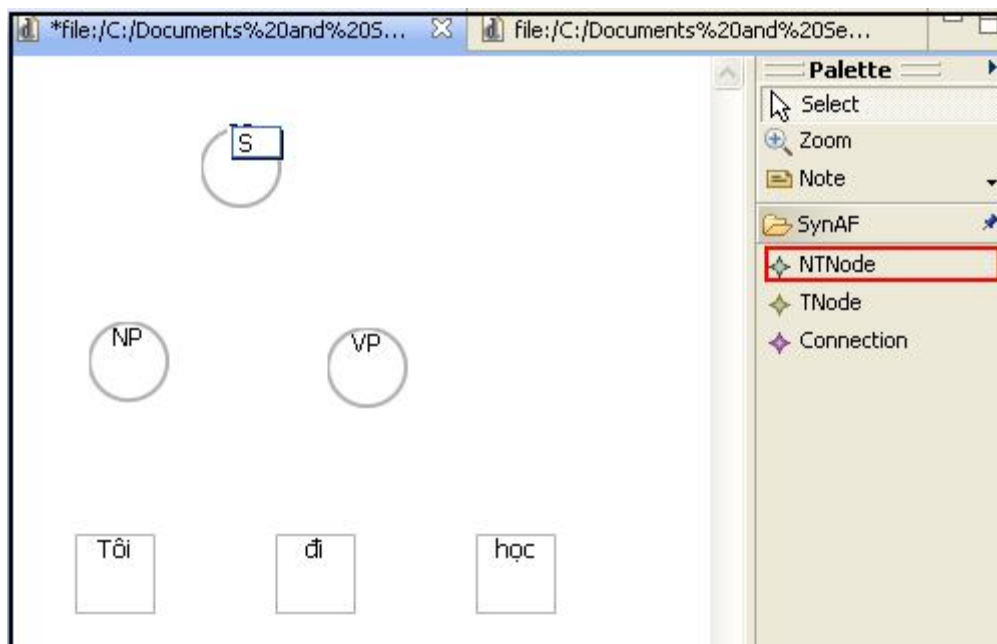 *file:/C:/Documents%20and%20S...
file:/C:/Documents%20and%20Se...
Palette
Select
Zoom
Note
SynAF
NTNode
TNode
Connection
S
NP
VP
Tôi
đi
học